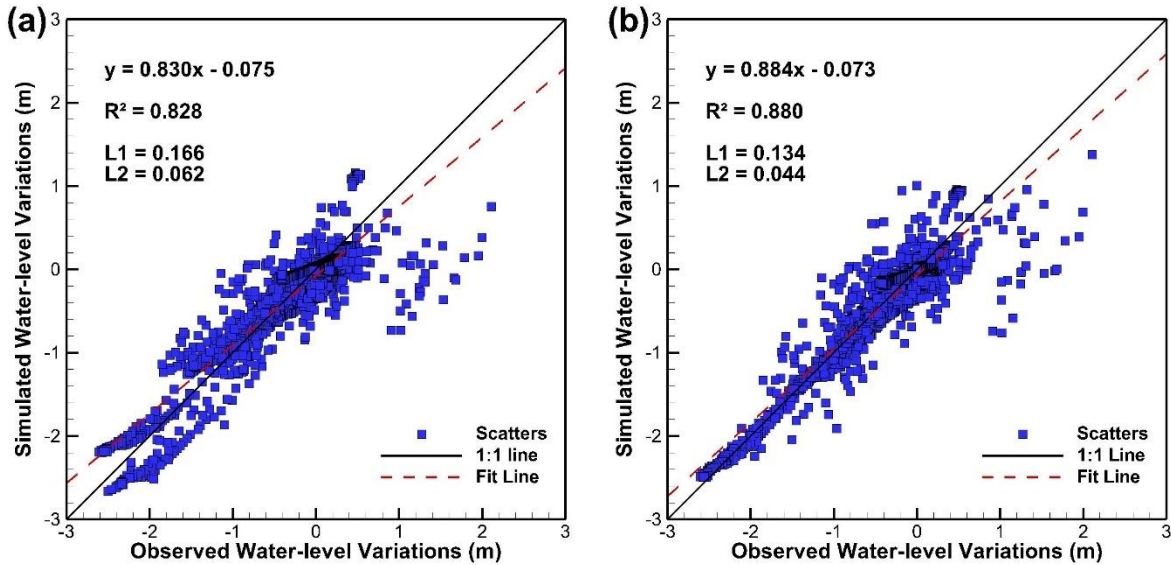 (a)
y = 0.830x - 0.075
R² = 0.828
L1 = 0.166
L2 = 0.062
Scatters
1:1 line
Fit Line
Simulated Water-level Variations (m)
3
2
1
0
-1
-2
-3
-3
-2
-1
0
1
2
3
Observed Water-level Variations (m)
(b)
y = 0.884x - 0.073
R² = 0.880
L1 = 0.134
L2 = 0.044
Scatters
1:1 Line
Fit Line
Simulated Water-level Variations (m)
3
2
1
0
-1
-2
-3
-3
-2
-1
0
1
2
3
Observed Water-level Variations (m)